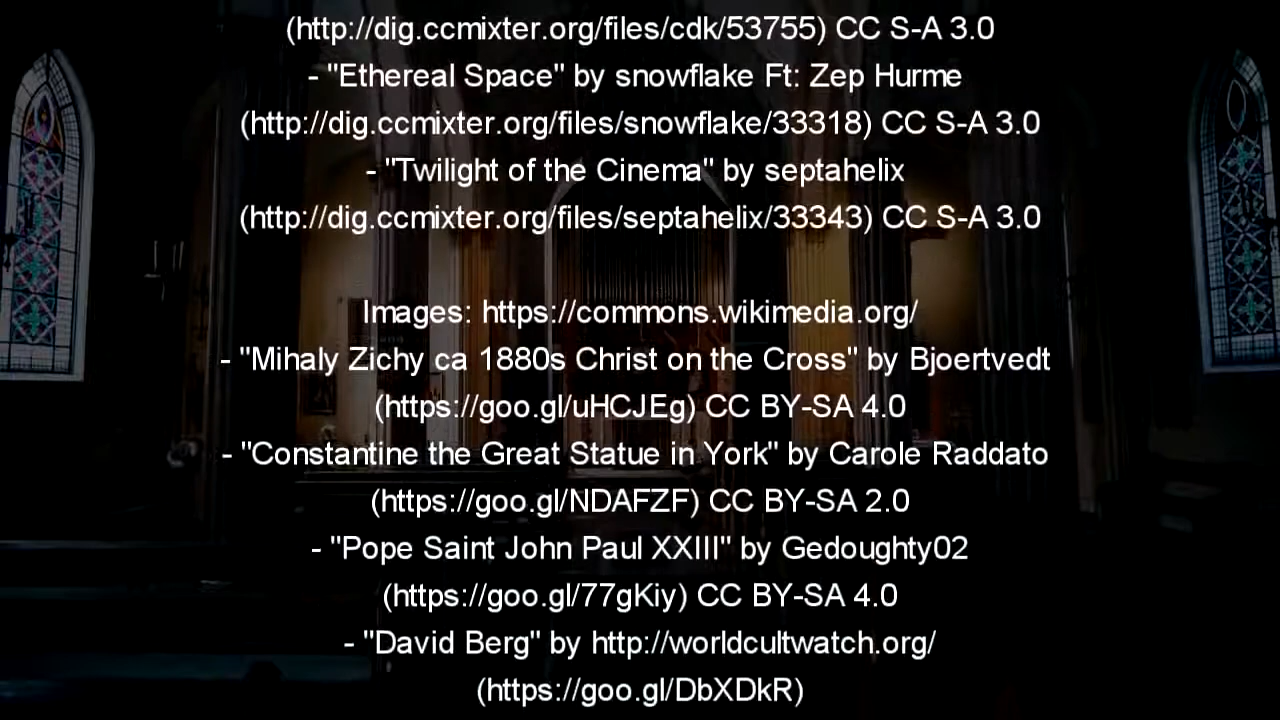 (http://dig.ccmixter.org/files/cdk/53755) CC S-A 3.0
- "Ethereal Space" by snowflake Ft: Zep Hurme
(http://dig.ccmixter.org/files/snowflake/33318) CC S-A 3.0
- "Twilight of the Cinema" by septahelix
(http://dig.ccmixter.org/files/septahelix/33343) CC S-A 3.0
Images: https://commons.wikimedia.org/
- "Mihaly Zichy ca 1880s Christ on the Cross" by Bjoertvedt
(https://goo.gl/uHCJEg) CC BY-SA 4.0
- "Constantine the Great Statue in York" by Carole Raddato
(https://goo.gl/NDAFZF) CC BY-SA 2.0
- "Pope Saint John Paul XXIII" by Gedoughty02
(https://goo.gl/77gKiy) CC BY-SA 4.0
- "David Berg" by http://worldcultwatch.org/
(https://goo.gl/DbXDkR)